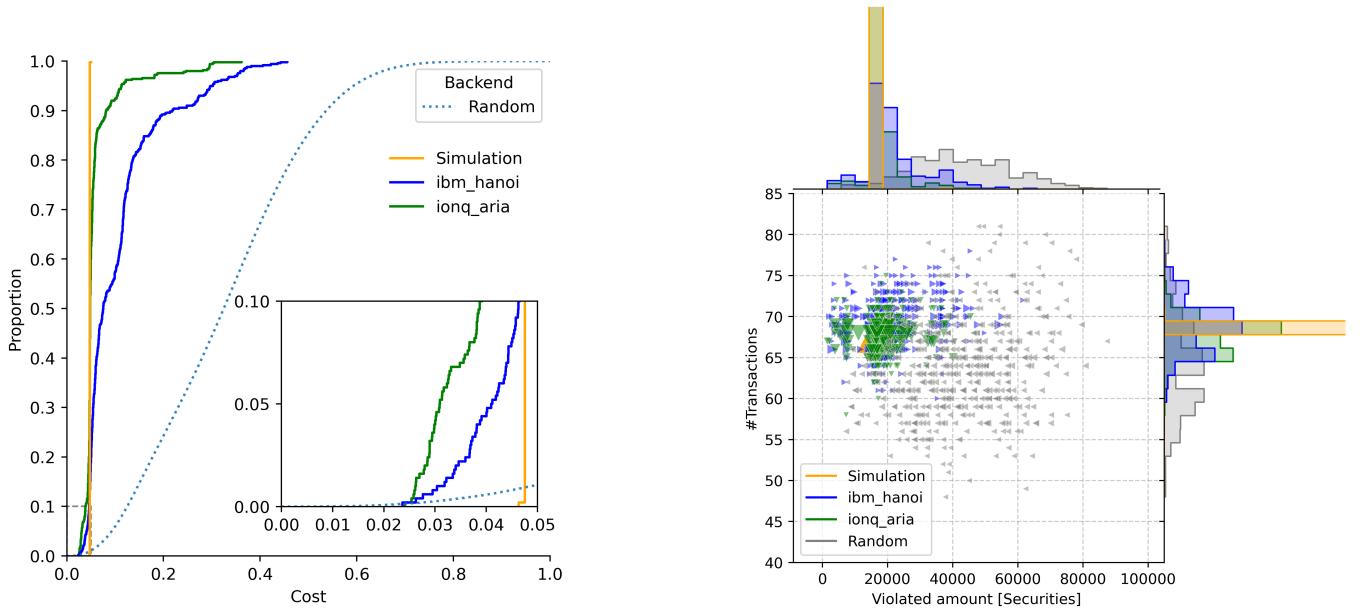 1.0
0.9
0.8
0.7
0.6
0.5
0.4
0.3
0.2
0.1
0.0
Proportion
0.0 0.2 0.4 0.6 0.8 1.0
Cost
Backend
Random
Simulation
ibm_hanoi
ionq_aria
0.10
0.05
0.00
0.00 0.01 0.02 0.03 0.04 0.05
85
80
75
70
65
60
55
50
45
40
#Transactions
Simulation
ibm_hanoi
ionq_aria
Random
0 20000 40000 60000 80000 100000
Violated amount [Securities]